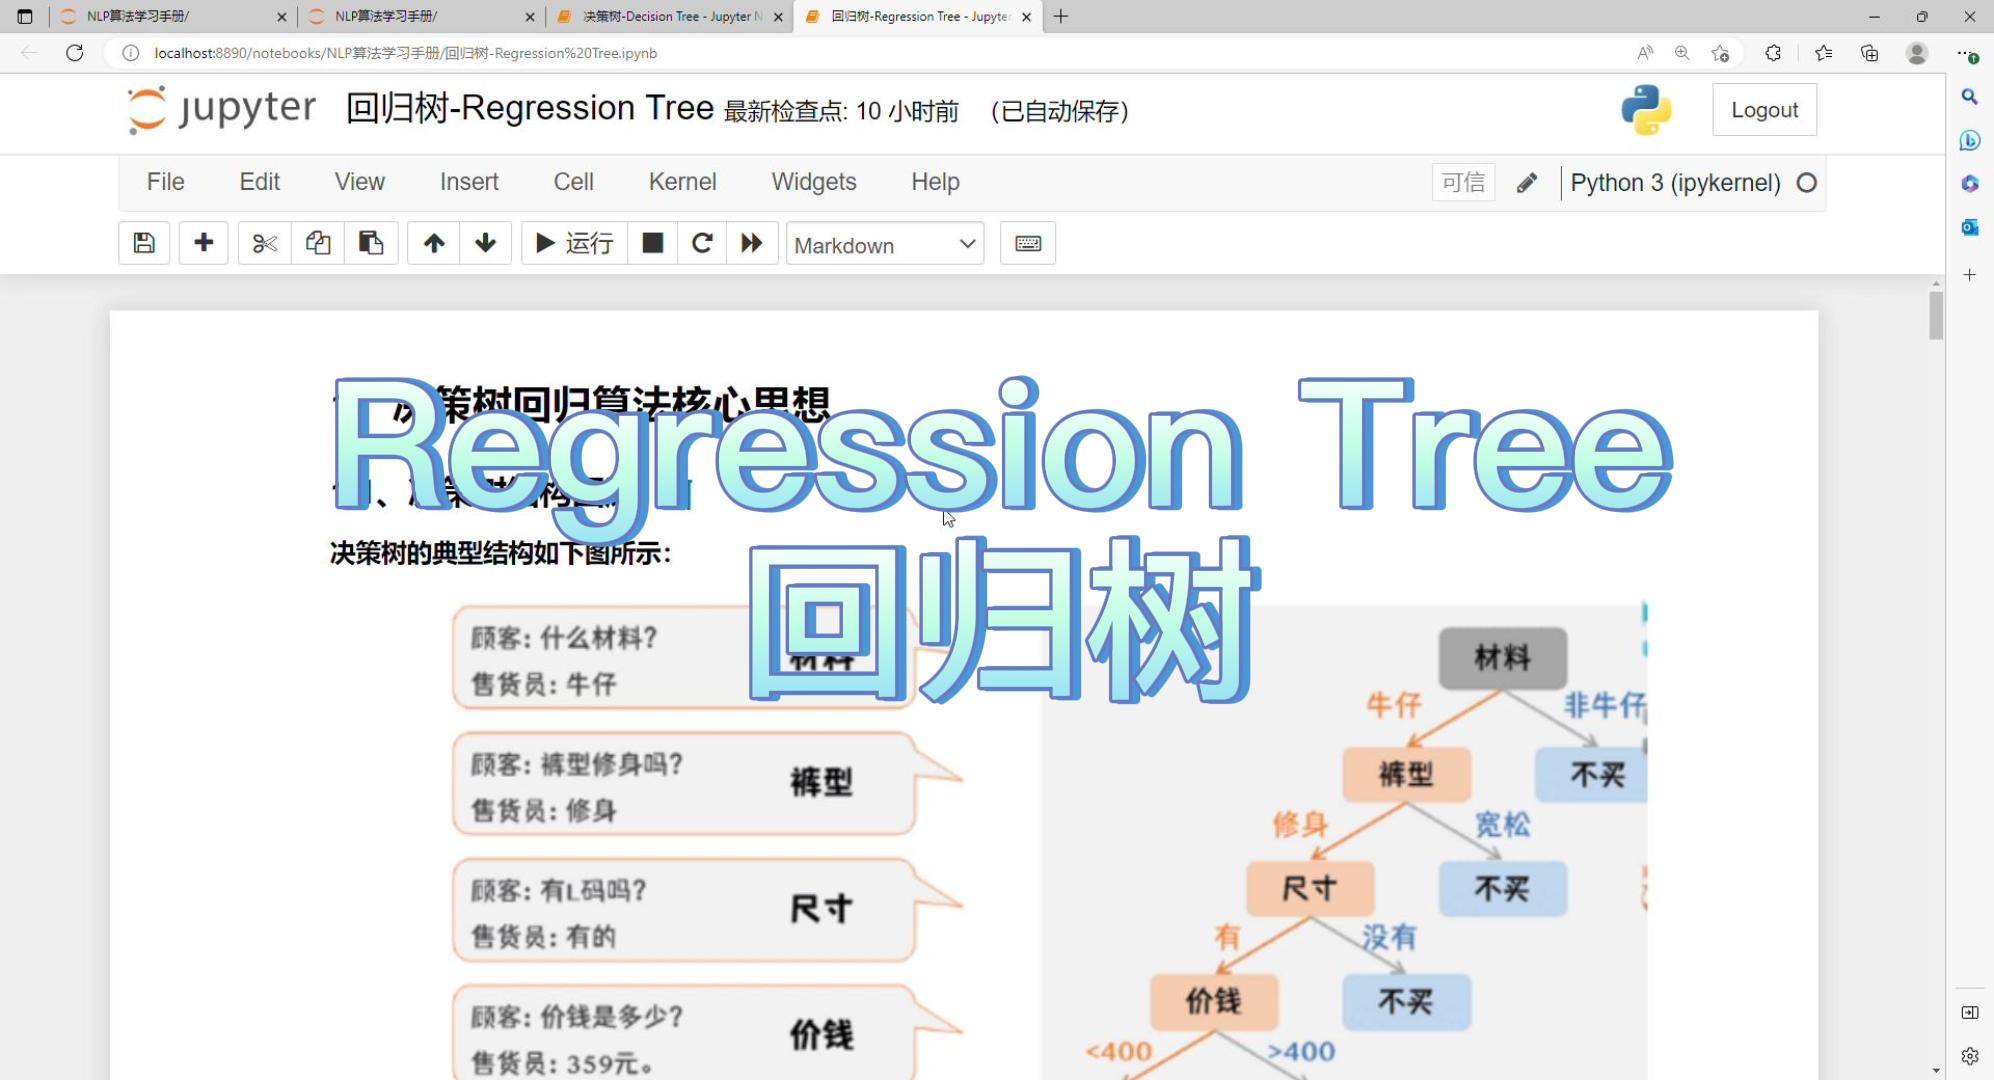 NLP算法学习手册/
NLP算法学习手册/
决策树-Decision Tree - Jupyter N
回归树-Regression Tree - Jupyter
localhost:8890/notebooks/NLP算法学习手册/回归树-Regression%20Tree.ipynb
jupyter 回归树-Regression Tree 最新检查点: 10 小时前 (已自动保存)
Logout
File Edit View Insert Cell Kernel Widgets Help
可信 Python 3 (ipykernel)
运行 Markdown
决策树回归算法核心思想
Regression Tree
决策树的典型结构如下图所示:
回归树
顾客: 什么材料?
售货员: 牛仔
材料
顾客: 裤型修身吗?
售货员: 修身
裤型
顾客: 有L码吗?
售货员: 有的
尺寸
顾客: 价钱是多少?
售货员: 359元。
价钱
材料
牛仔 非牛仔
裤型 不买
修身 宽松
尺寸 不买
有 没有
价钱 不买
<400 >400